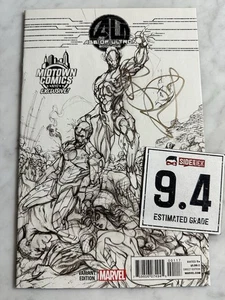 AU
AGE OF ULTRON
MIDTOWN COMICS
EXCLUSIVE!
SIDEKICK
9.4
ESTIMATED GRADE
VARIANT
EDITION
MARVEL